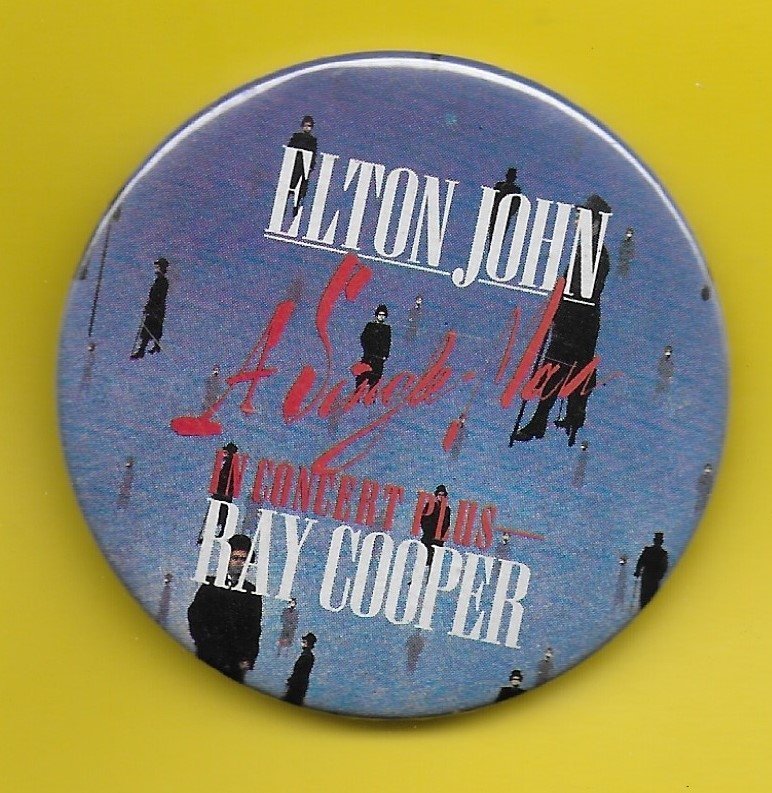 ELTON JOHN
A Single Man
IN CONCERT PLUS—
RAY COOPER